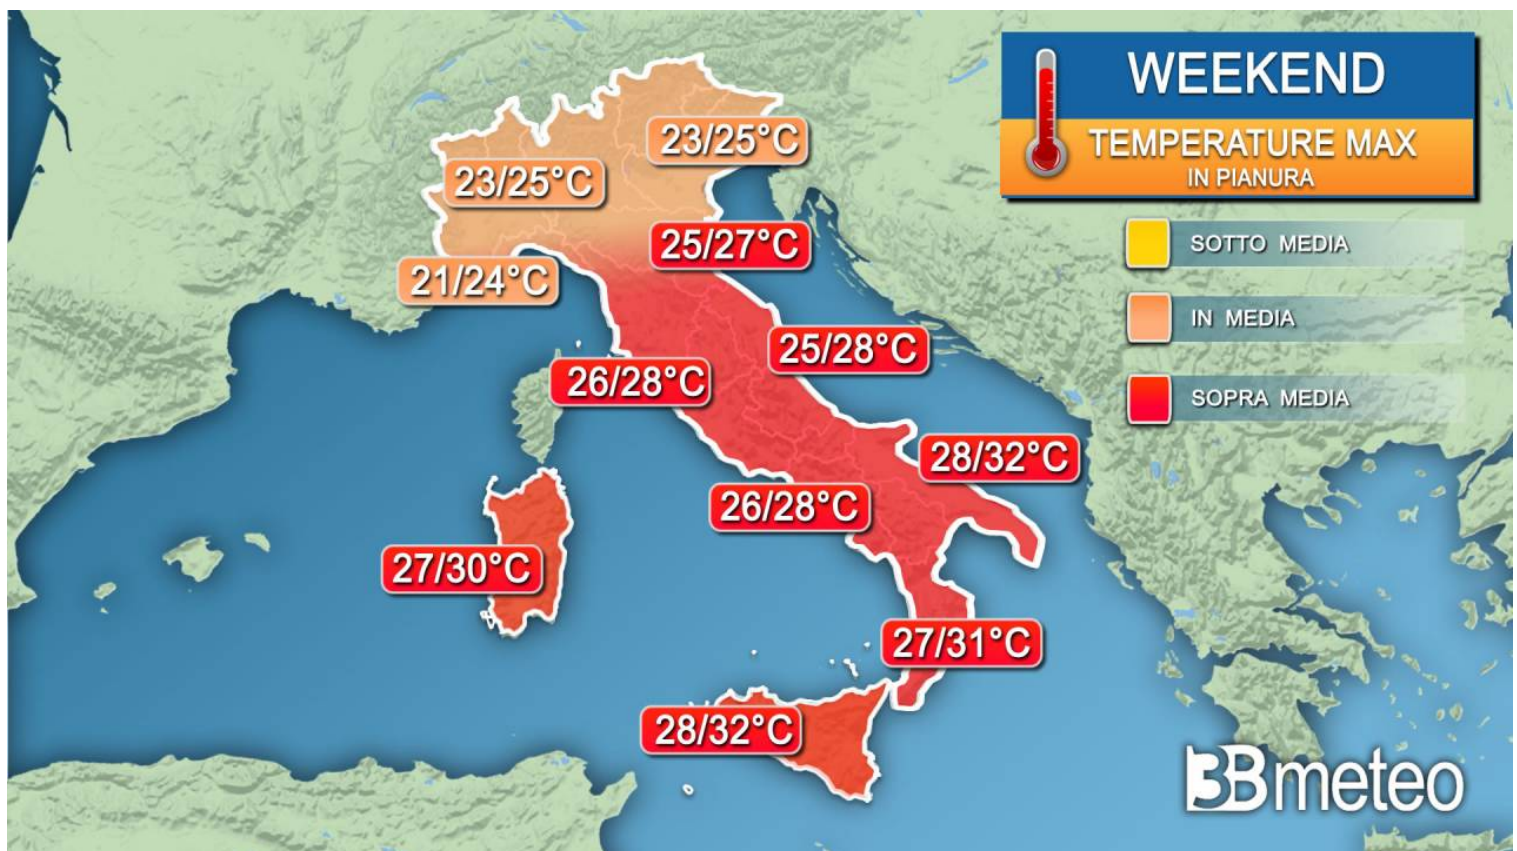 WEEKEND
TEMPERATURE MAX
IN PIANURA
23/25°C
23/25°C
SOTTO MEDIA
25/27°C
21/24°C
IN MEDIA
25/28°C
26/28°C
SOPRA MEDIA
28/32°C
26/28°C
27/30°C
27/31°C
28/32°C
3Bmeteo